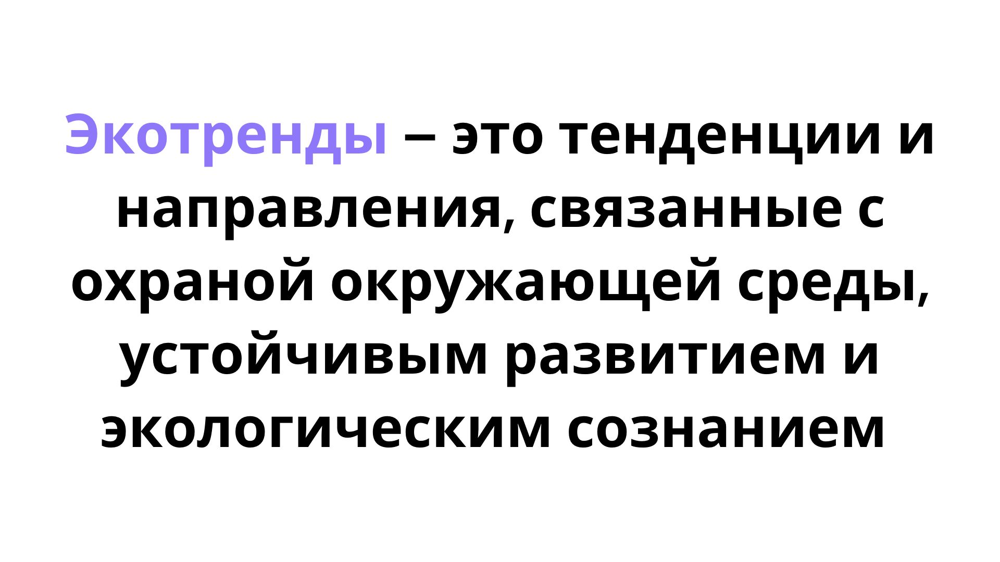 Экотренды – это тенденции и
направления, связанные с
охраной окружающей среды,
устойчивым развитием и
экологическим сознанием